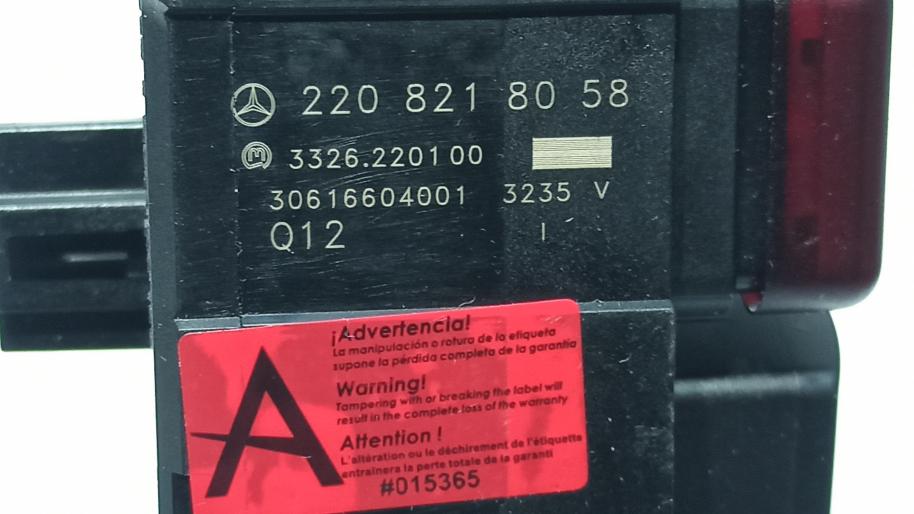 220 821 80 58
3326.220100
30616604001 3235 V
Q12 I
¡Advertencia!
La manipulación o rotura de la etiqueta
supone la pérdida completa de la garantía
Warning!
Tampering with or breaking the label will
result in the complete loss of the warranty
Attention !
L'altération ou le déchirement de l'étiquette
entraînera la perte totale de la garanti
#015365